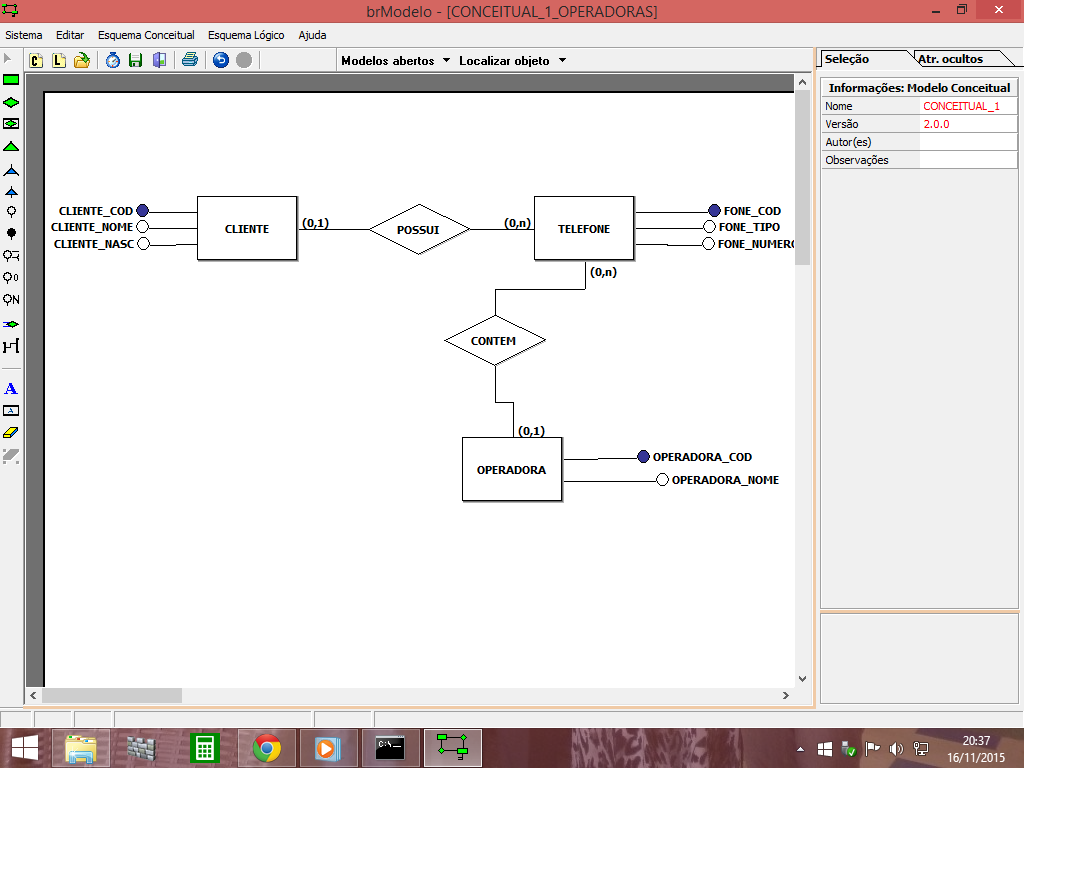 brModelo - [CONCEITUAL_1_OPERADORAS]
Sistema Editar Esquema Conceitual Esquema Lógico Ajuda
C L Modelos abertos Localizar objeto
Seleção Atr. ocultos
Informações: Modelo Conceitual
Nome CONCEITUAL_1
Versão 2.0.0
Autor(es)
Observações
CLIENTE_COD
CLIENTE_NOME
CLIENTE_NASC
CLIENTE
(0,1)
POSSUI
(0,n)
TELEFONE
FONE_COD
FONE_TIPO
FONE_NUMERO
(0,n)
CONTEM
(0,1)
OPERADORA
OPERADORA_COD
OPERADORA_NOME
0
N
A
A
C:\_
20:37
16/11/2015